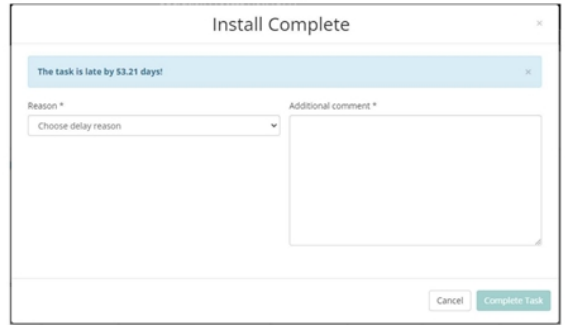 Install Complete
×
The task is late by 53.21 days!
×
Reason *
Choose delay reason
Additional comment *
Cancel
Complete Task